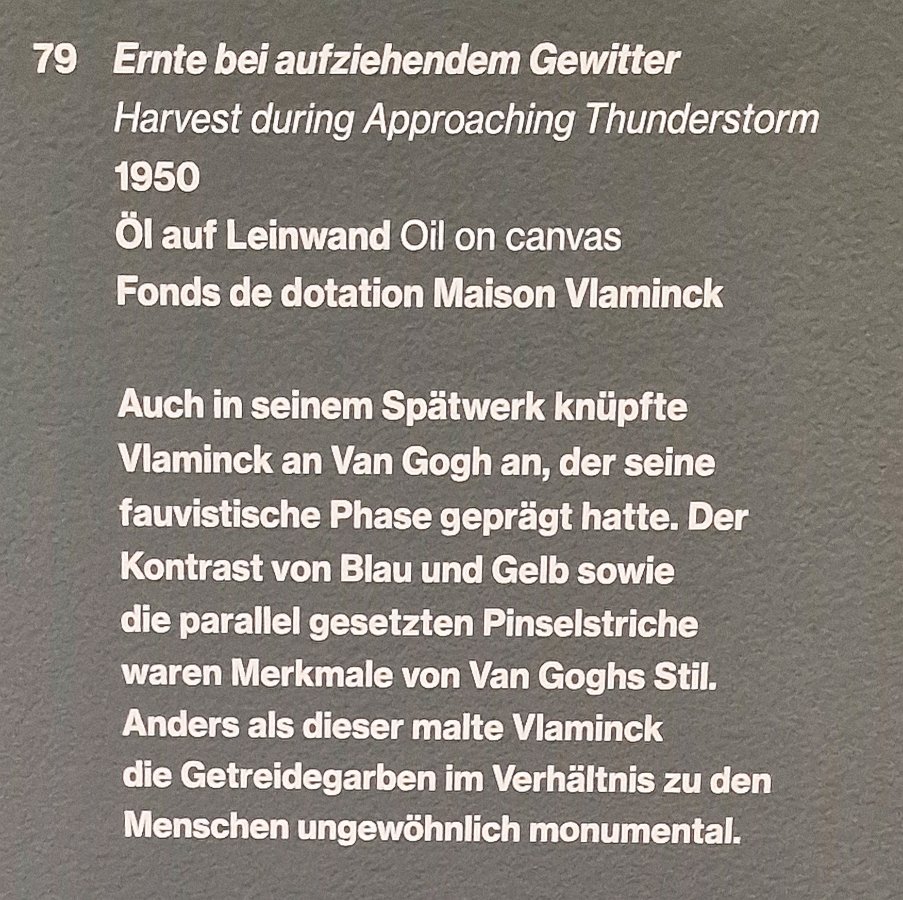 79 Ernte bei aufziehendem Gewitter
Harvest during Approaching Thunderstorm
1950
Öl auf Leinwand Oil on canvas
Fonds de dotation Maison Vlaminck
Auch in seinem Spätwerk knüpfte
Vlaminck an Van Gogh an, der seine
fauvistische Phase geprägt hatte. Der
Kontrast von Blau und Gelb sowie
die parallel gesetzten Pinselstriche
waren Merkmale von Van Goghs Stil.
Anders als dieser malte Vlaminck
die Getreidegarben im Verhältnis zu den
Menschen ungewöhnlich monumental.